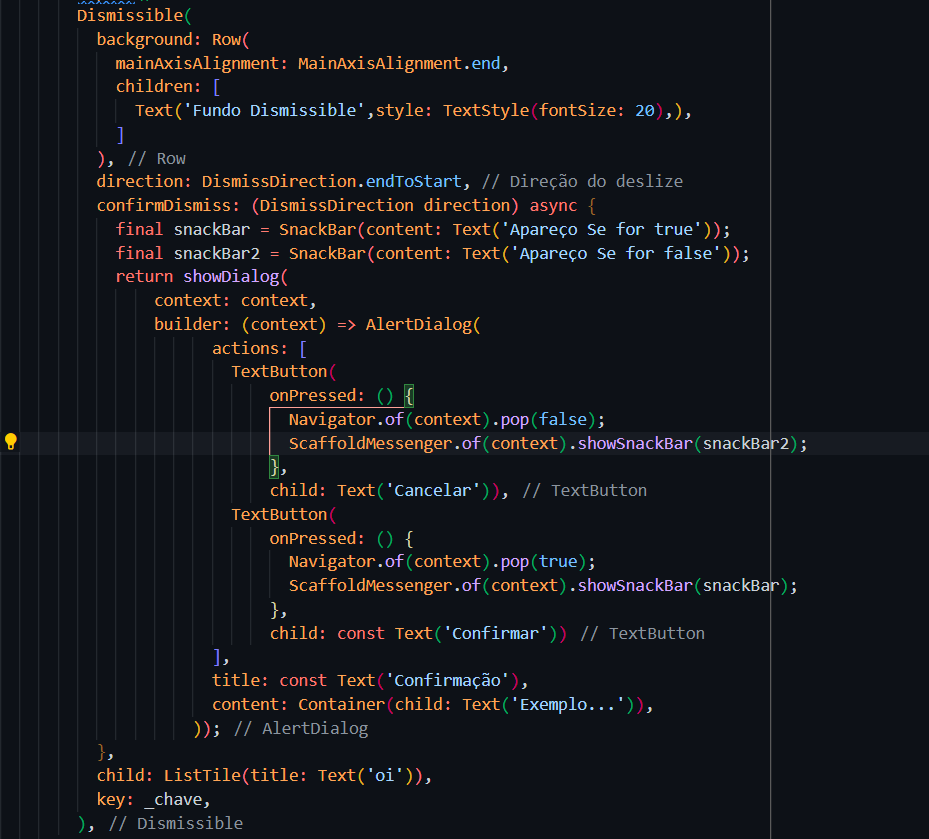 Dismissible(
background: Row(
mainAxisAlignment: MainAxisAlignment.end,
children: [
Text('Fundo Dismissible',style: TextStyle(fontSize: 20),),
]
), // Row
direction: DismissDirection.endToStart, // Direção do deslize
confirmDismiss: (DismissDirection direction) async {
final snackBar = SnackBar(content: Text('Apareço Se for true'));
final snackBar2 = SnackBar(content: Text('Apareço Se for false'));
return showDialog(
context: context,
builder: (context) => AlertDialog(
actions: [
TextButton(
onPressed: () {
Navigator.of(context).pop(false);
ScaffoldMessenger.of(context).showSnackBar(snackBar2);
},
child: Text('Cancelar')), // TextButton
TextButton(
onPressed: () {
Navigator.of(context).pop(true);
ScaffoldMessenger.of(context).showSnackBar(snackBar);
},
child: const Text('Confirmar')) // TextButton
],
title: const Text('Confirmação'),
content: Container(child: Text('Exemplo...')),
)); // AlertDialog
},
child: ListTile(title: Text('oi')),
key: _chave,
), // Dismissible